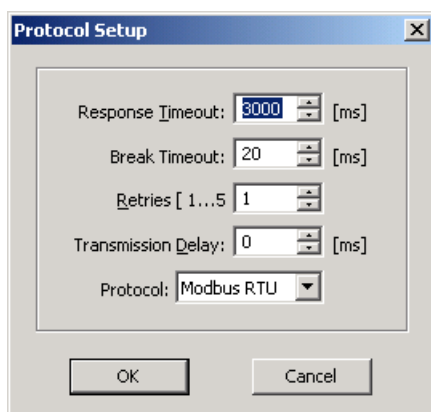 Protocol Setup
Response Timeout: 3000 [ms]
Break Timeout: 20 [ms]
Retries [ 1...5 1
Transmission Delay: 0 [ms]
Protocol: Modbus RTU
OK Cancel